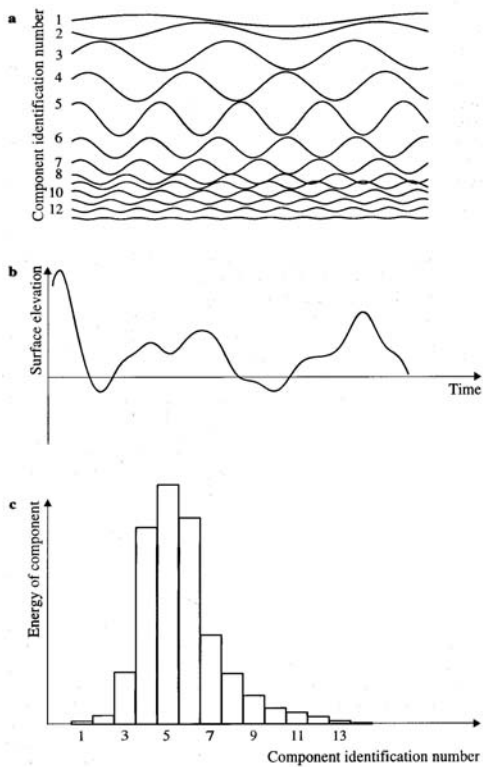 a
Component identification number
1
2
3
4
5
6
7
8
10
12
b
Surface elevation
Time
c
Energy of component
1 3 5 7 9 11 13
Component identification number